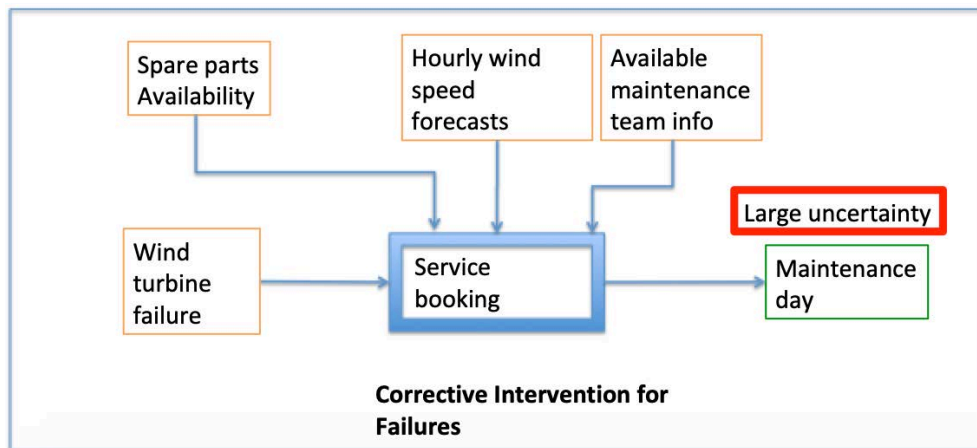 Spare parts
Availability
Hourly wind
speed
forecasts
Available
maintenance
team info
Large uncertainty
Wind
turbine
failure
Service
booking
Maintenance
day
Corrective Intervention for
Failures